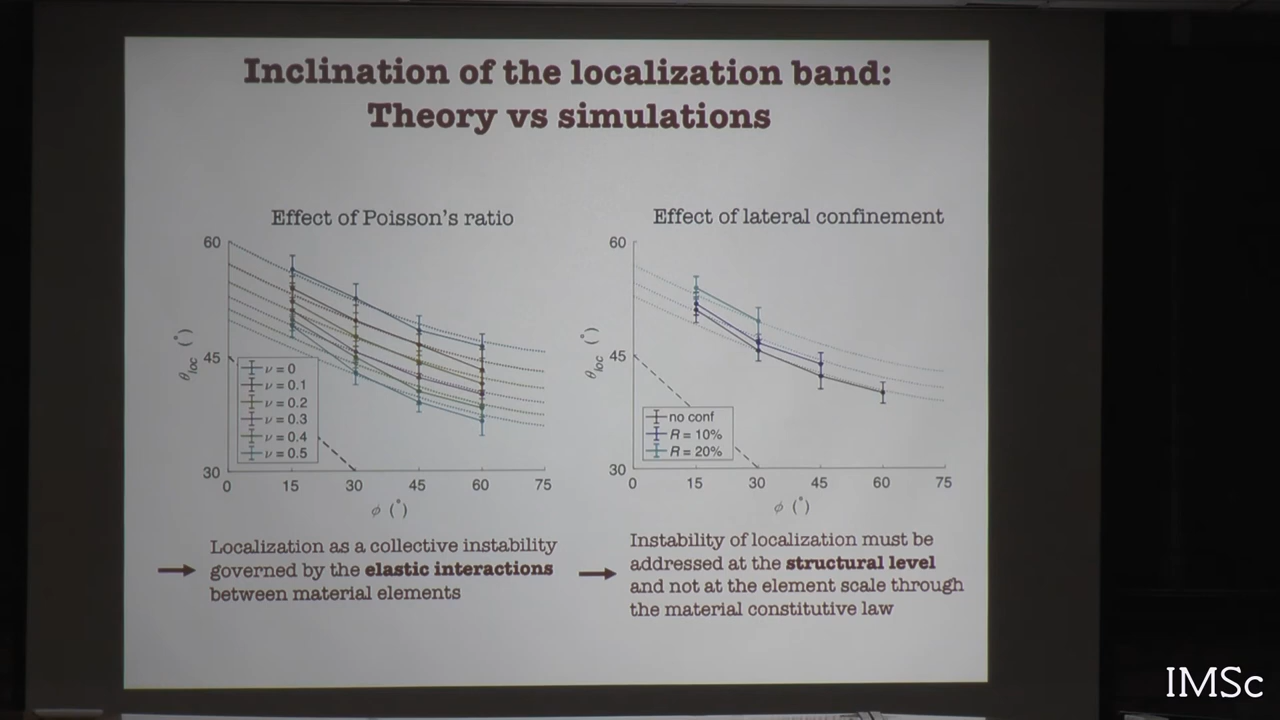 Inclination of the localization band:
Theory vs simulations
Effect of Poisson's ratio
60
45
30
θloc (°)
ν = 0
ν = 0.1
ν = 0.2
ν = 0.3
ν = 0.4
ν = 0.5
0 15 30 45 60 75
ϕ (°)
Effect of lateral confinement
60
45
30
θloc (°)
no conf
R = 10%
R = 20%
0 15 30 45 60 75
ϕ (°)
Localization as a collective instability
governed by the elastic interactions
between material elements
Instability of localization must be
addressed at the structural level
and not at the element scale through
the material constitutive law
IMSc